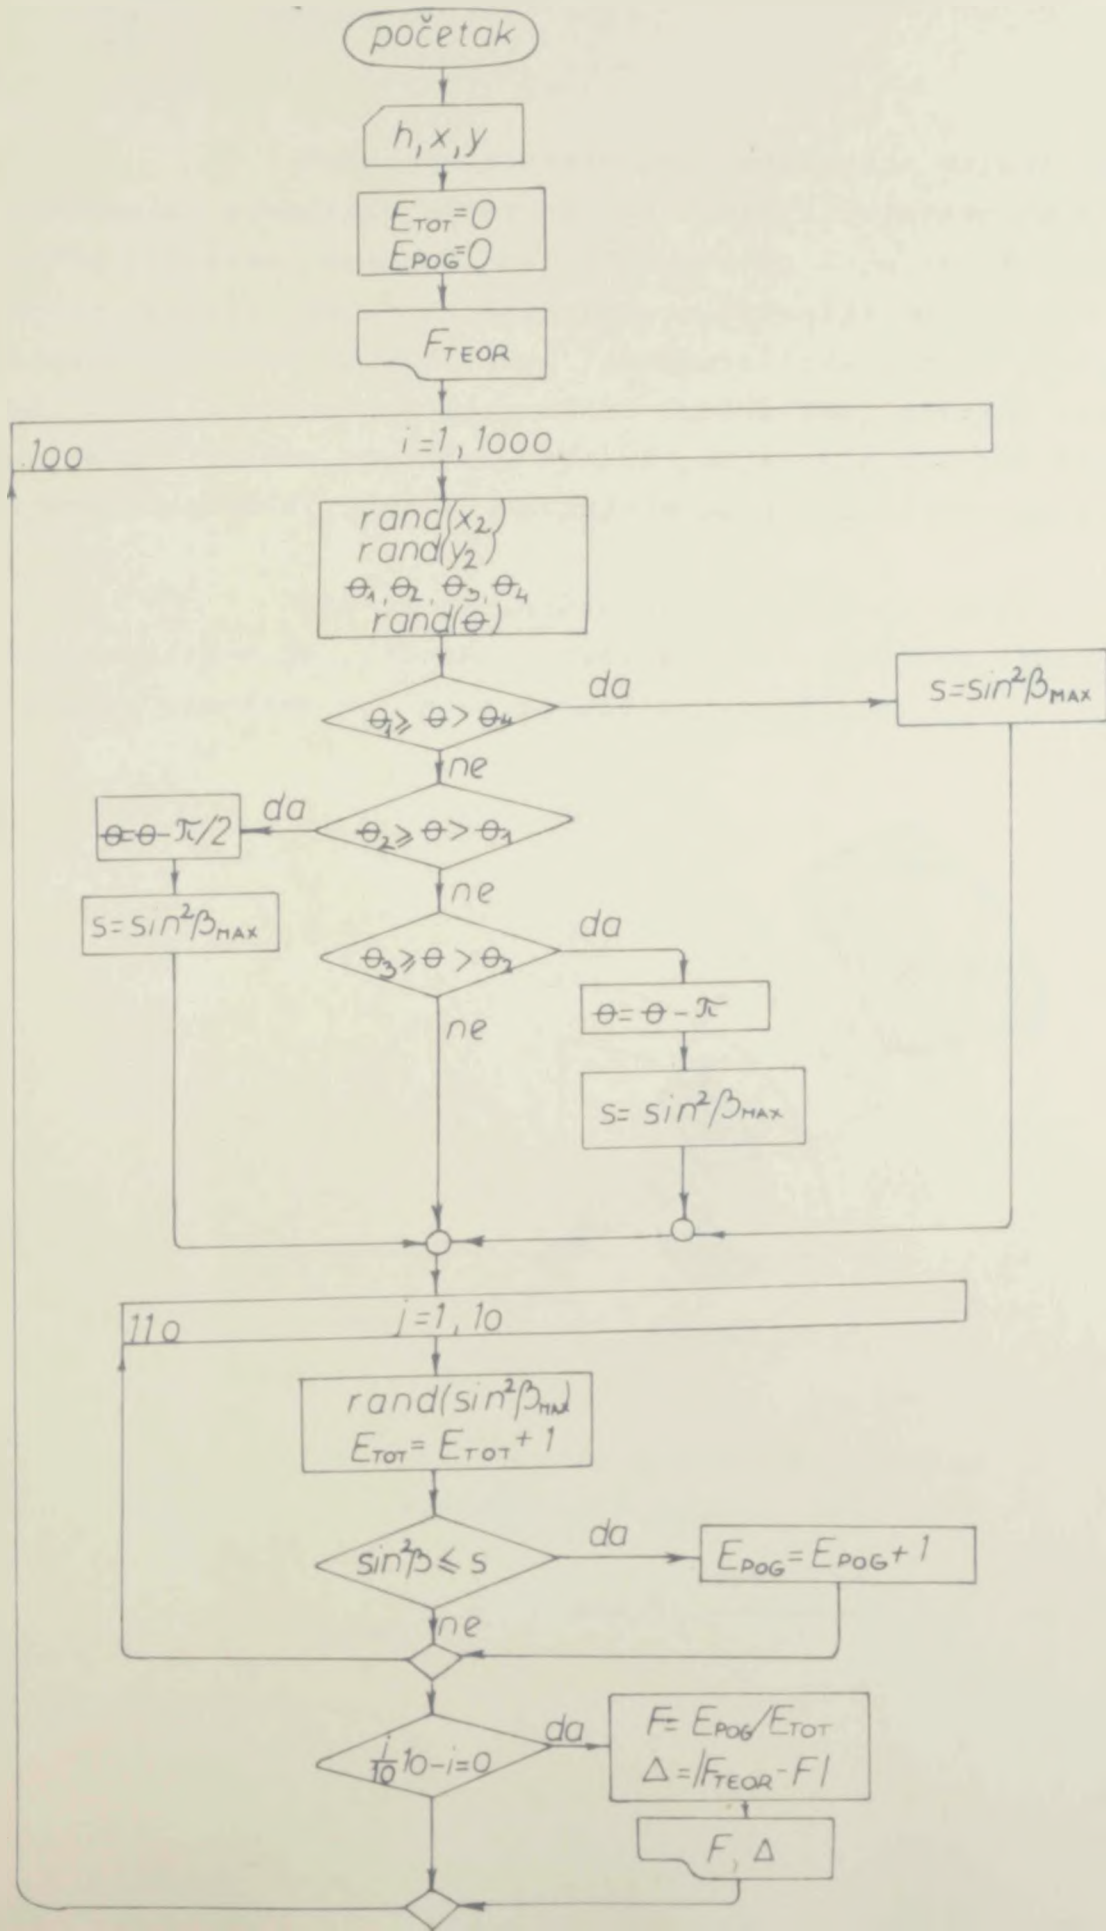 početak
h, x, y
E_TOT=0
E_POG=0
F_TEOR
100 i=1, 1000
rand(x₂)
rand(y₂)
θ₁, θ₂, θ₃, θ₄
rand(θ)
θ₁ ⩾ θ > θ₄
da
s=sin²β_MAX
ne
θ₂ ⩾ θ > θ₁
da
θ=θ-π/2
s=sin²β_MAX
ne
θ₃ ⩾ θ > θ₂
da
θ=θ-π
s=sin²β_MAX
ne
110 j=1, 10
rand(sin²β_MAX)
E_TOT=E_TOT+1
sin²β ⩽ s
da
E_POG=E_POG+1
ne
i/10 10-i=0
da
F=E_POG/E_TOT
Δ=|F_TEOR-F|
F, Δ